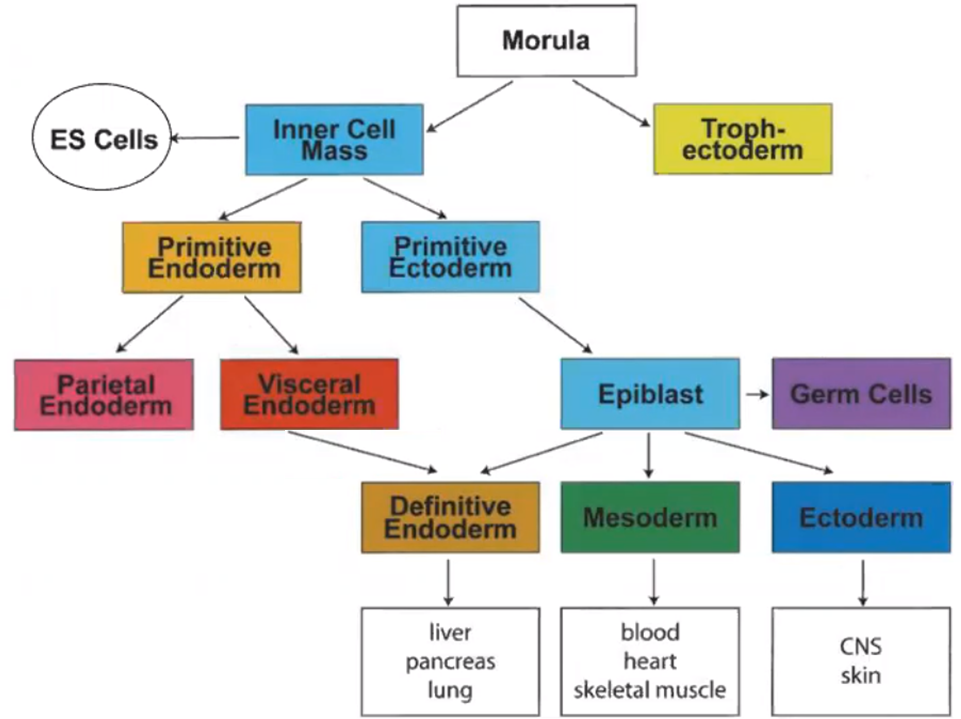 Morula
ES Cells
Inner Cell
Mass
Troph-
ectoderm
Primitive
Endoderm
Primitive
Ectoderm
Parietal
Endoderm
Visceral
Endoderm
Epiblast
Germ Cells
Definitive
Endoderm
Mesoderm
Ectoderm
liver
pancreas
lung
blood
heart
skeletal muscle
CNS
skin